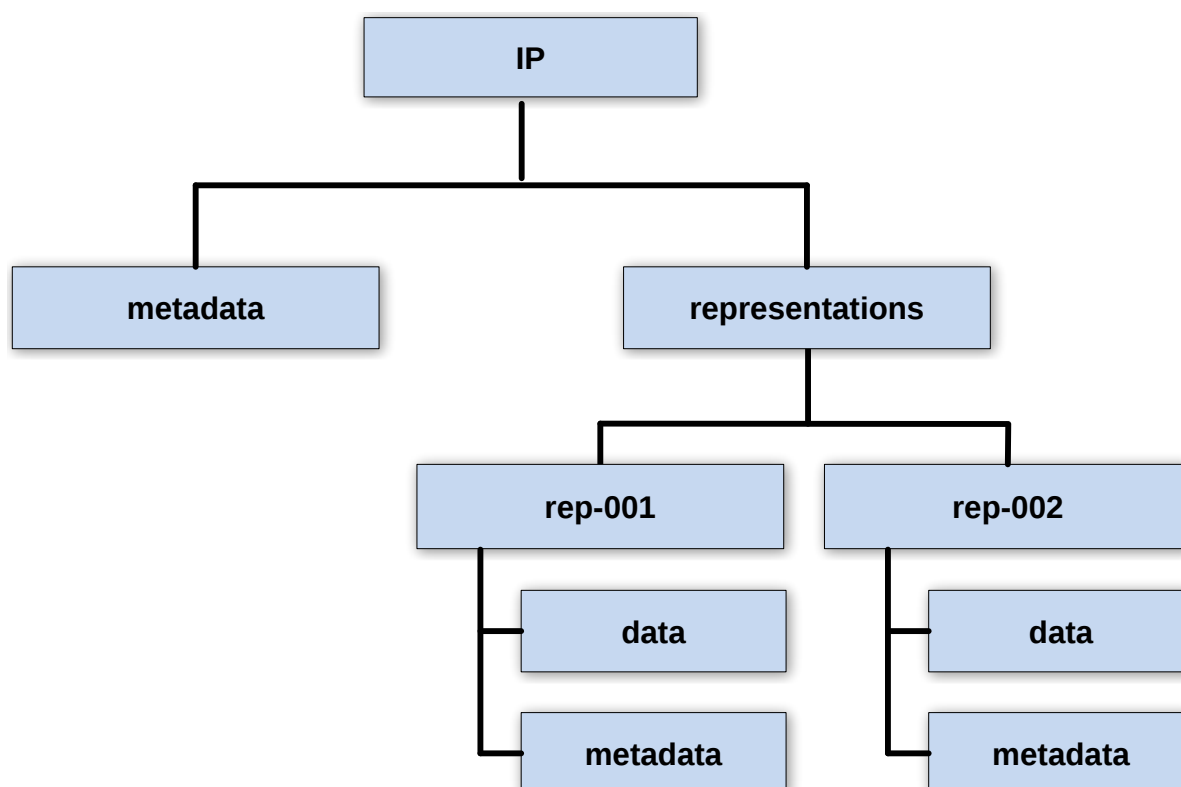 IP
metadata
representations
rep-001
rep-002
data
data
metadata
metadata